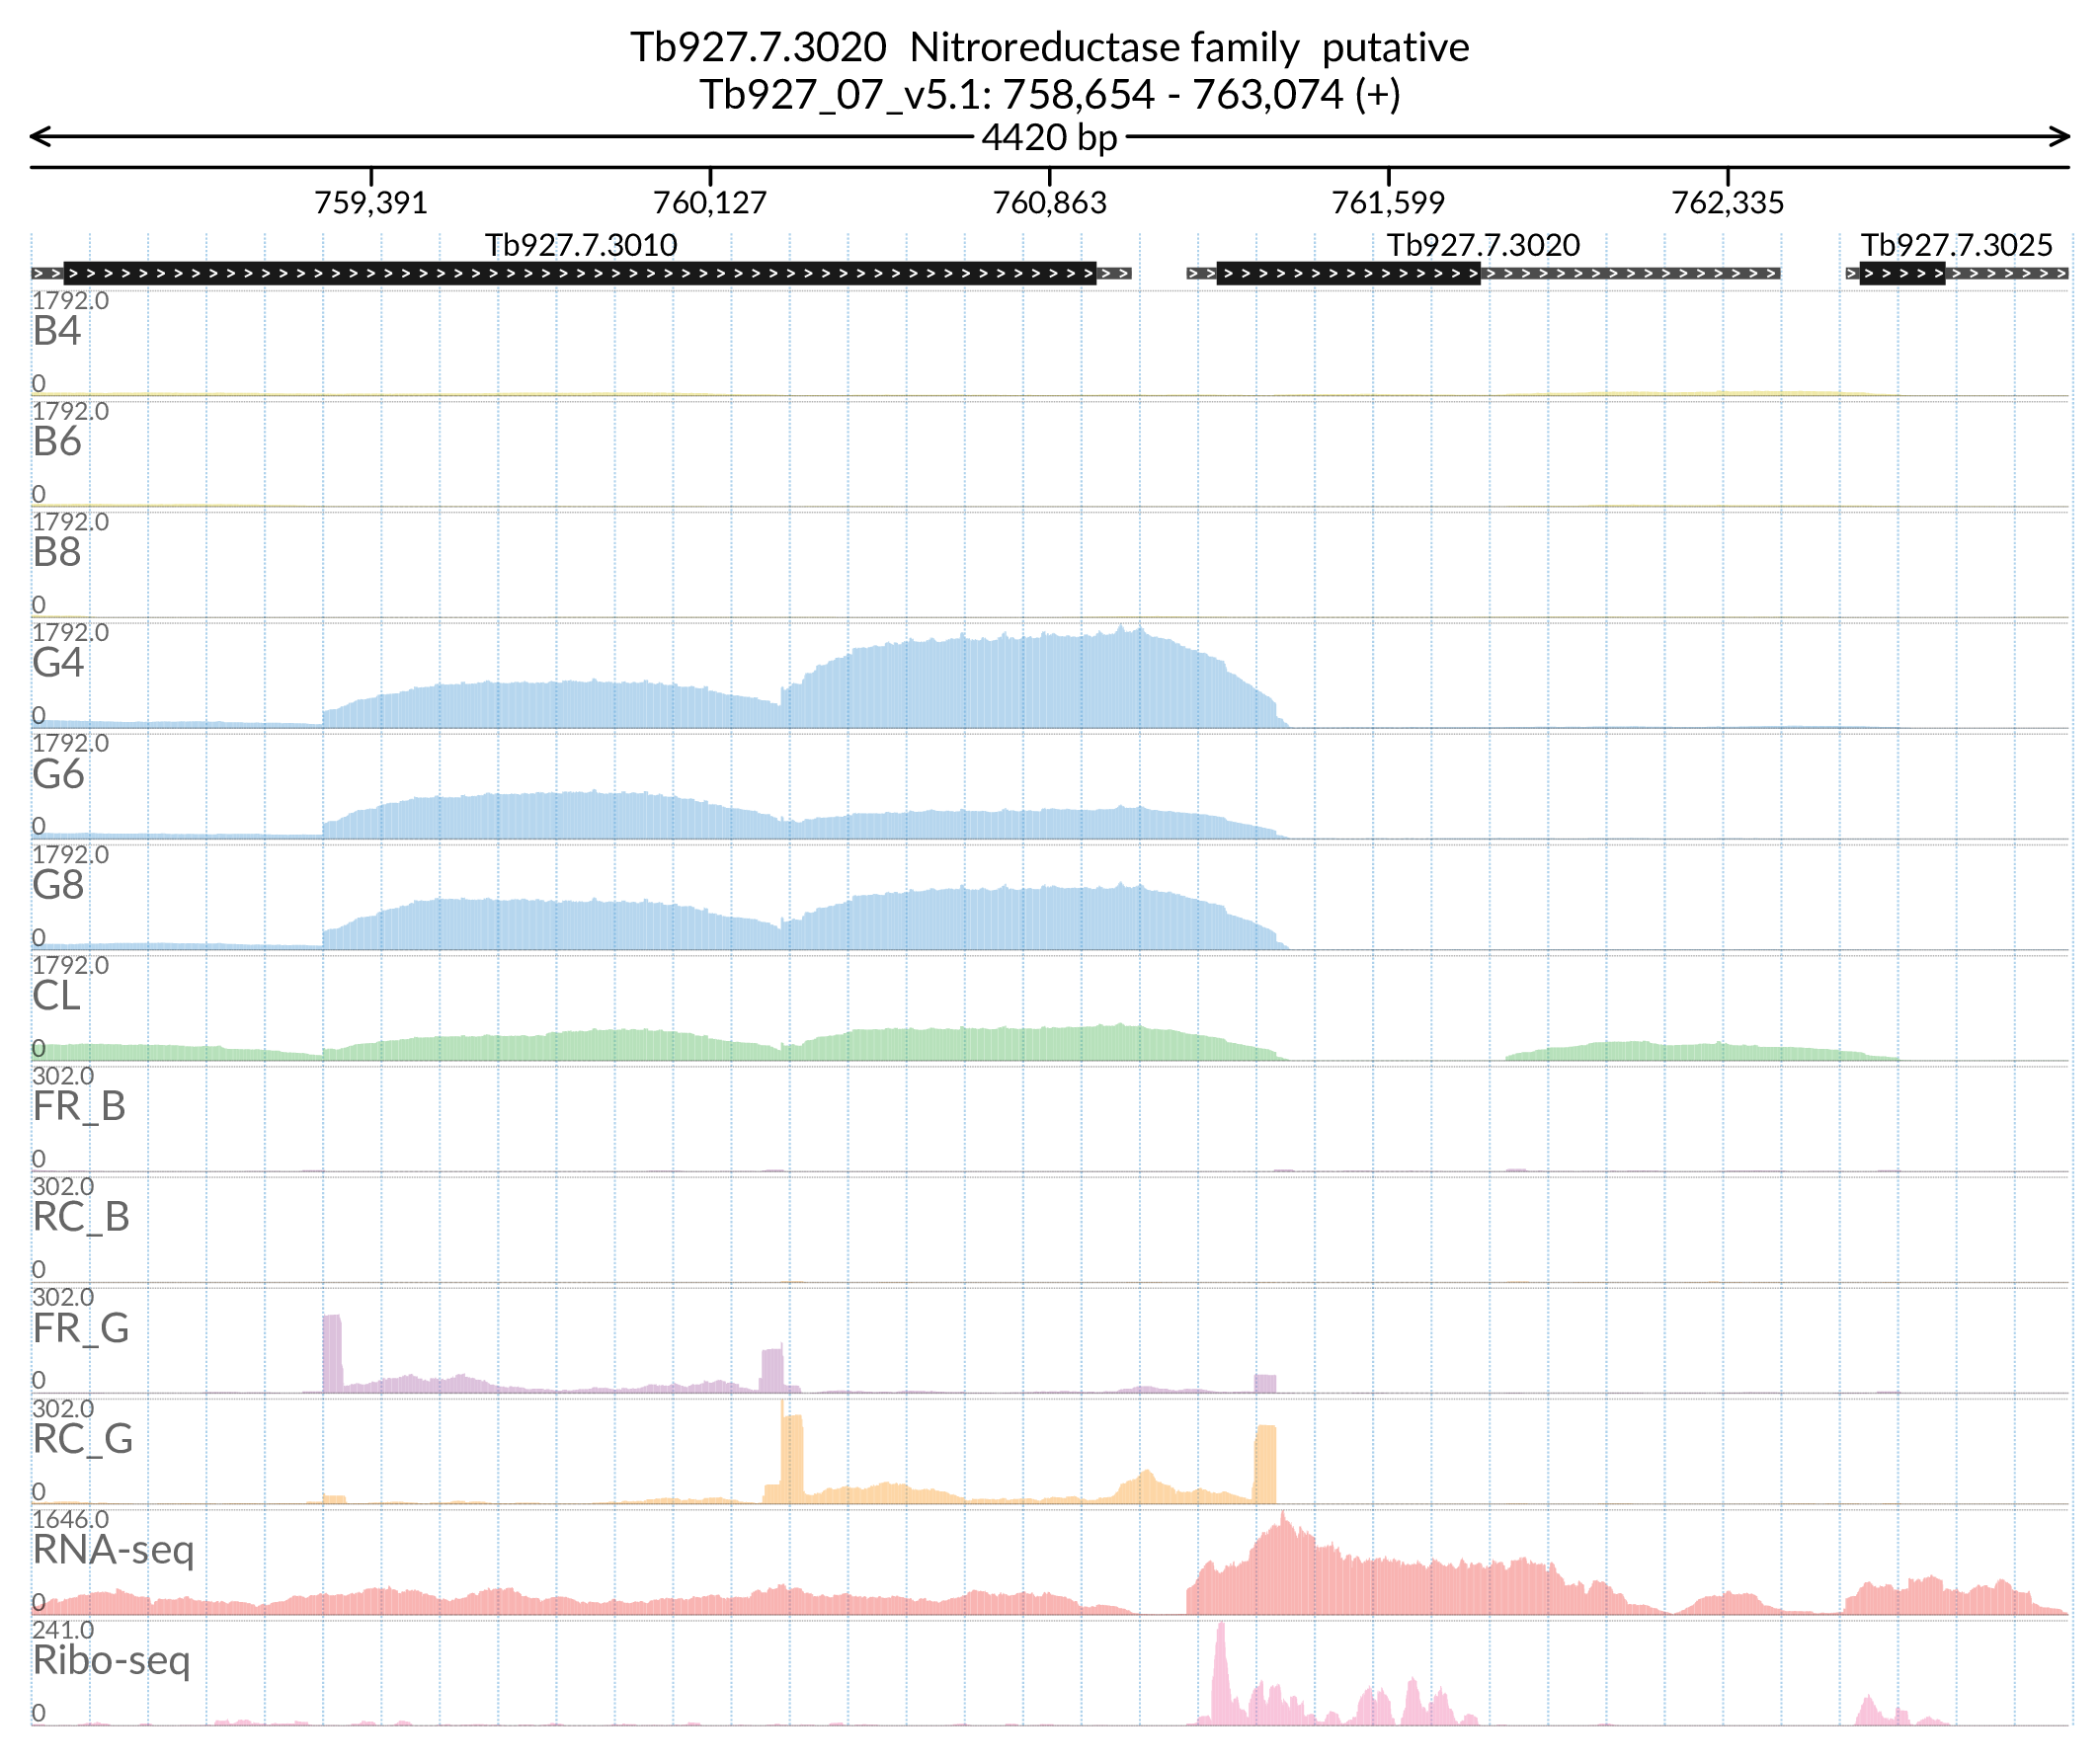 Tb927.7.3020 Nitroreductase family putative
Tb927_07_v5.1: 758,654 - 763,074 (+)
4420 bp
759,391 760,127 760,863 761,599 762,335
Tb927.7.3010 Tb927.7.3020 Tb927.7.3025
1792.0
B4
0
1792.0
B6
0
1792.0
B8
0
1792.0
G4
0
1792.0
G6
0
1792.0
G8
0
1792.0
CL
0
302.0
FR_B
0
302.0
RC_B
0
302.0
FR_G
0
302.0
RC_G
0
1646.0
RNA-seq
0
241.0
Ribo-seq
0